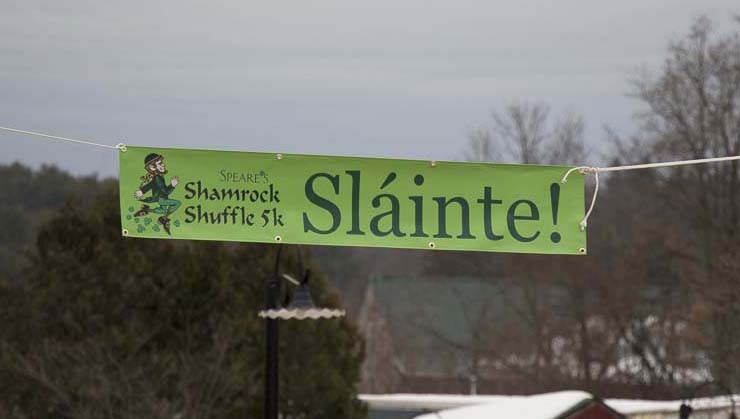 SPEARE'S
Shamrock
Shuffle 5k
Sláinte!